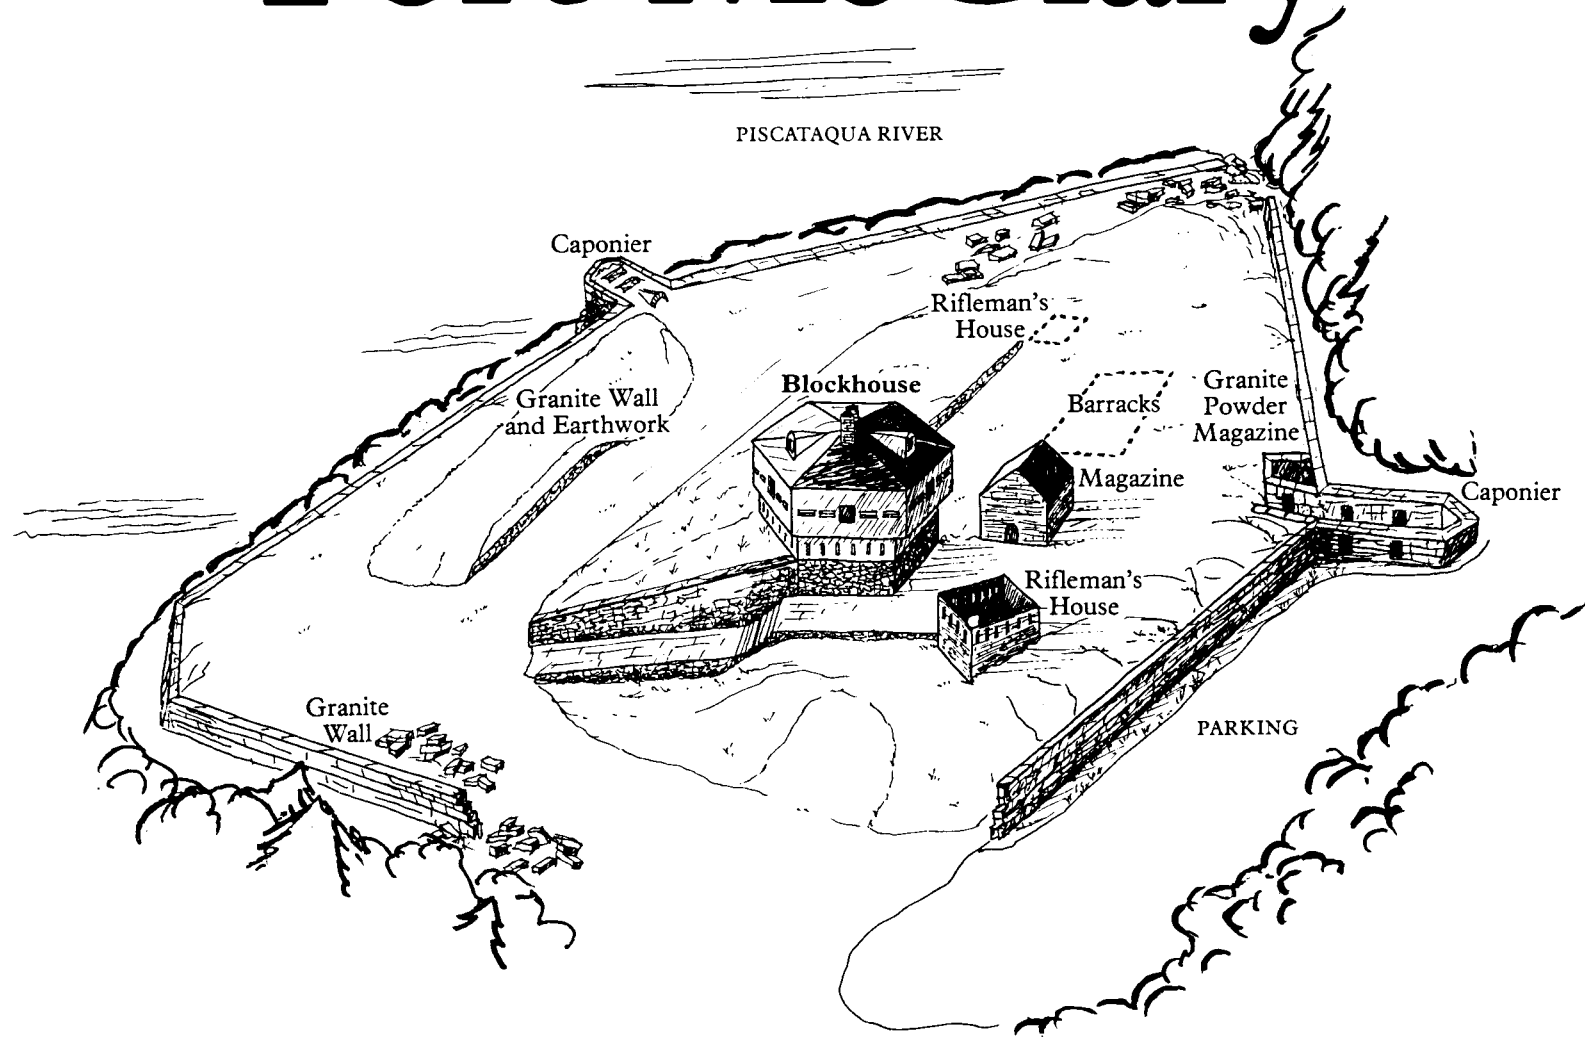 PISCATAQUA RIVER
Caponier
Rifleman's
House
Blockhouse
Granite Wall
and Earthwork
Barracks
Granite
Powder
Magazine
Magazine
Caponier
Rifleman's
House
Granite
Wall
PARKING